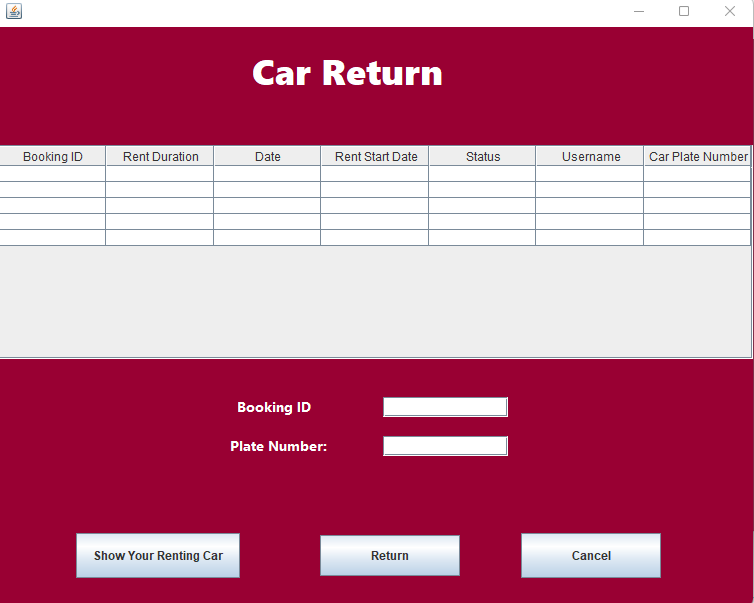 Car Return
Booking ID Rent Duration Date Rent Start Date Status Username Car Plate Number
Booking ID
Plate Number:
Show Your Renting Car Return Cancel